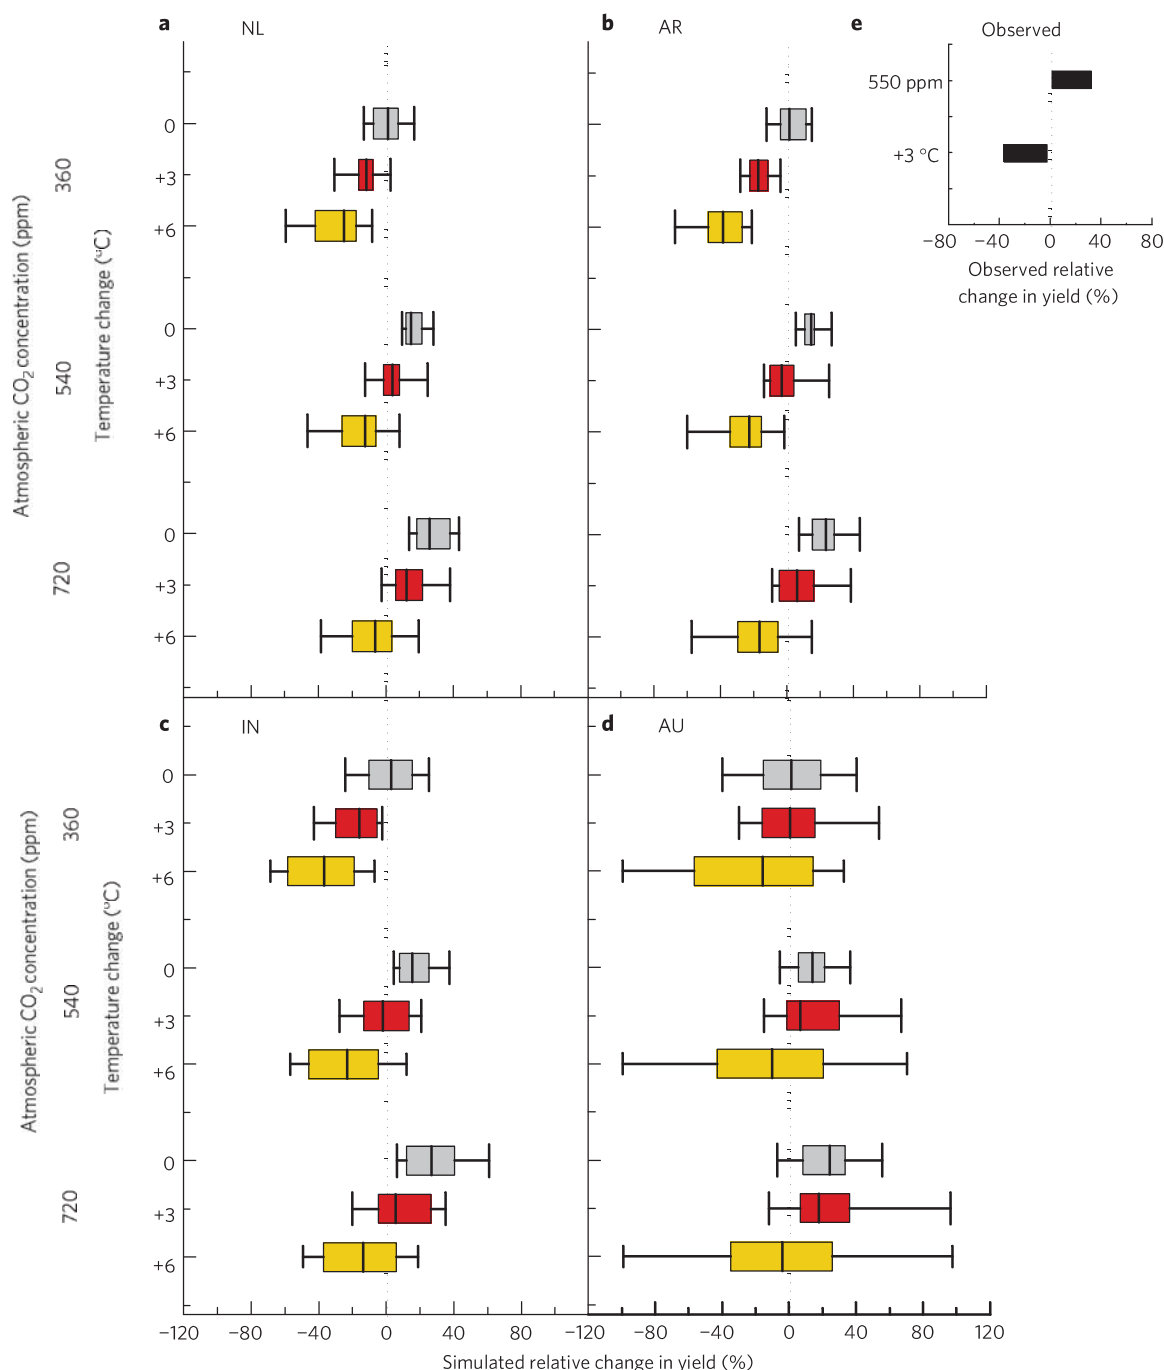 a NL
b AR
e Observed
550 ppm
+3 °C
−80 −40 0 40 80
Observed relative
change in yield (%)
Atmospheric CO2 concentration (ppm)
Temperature change (°C)
360
0
+3
+6
540
0
+3
+6
720
0
+3
+6
c IN
d AU
Atmospheric CO2 concentration (ppm)
Temperature change (°C)
360
0
+3
+6
540
0
+3
+6
720
0
+3
+6
−120 −80 −40 0 40 80 −120 −80 −40 0 40 80 120
Simulated relative change in yield (%)